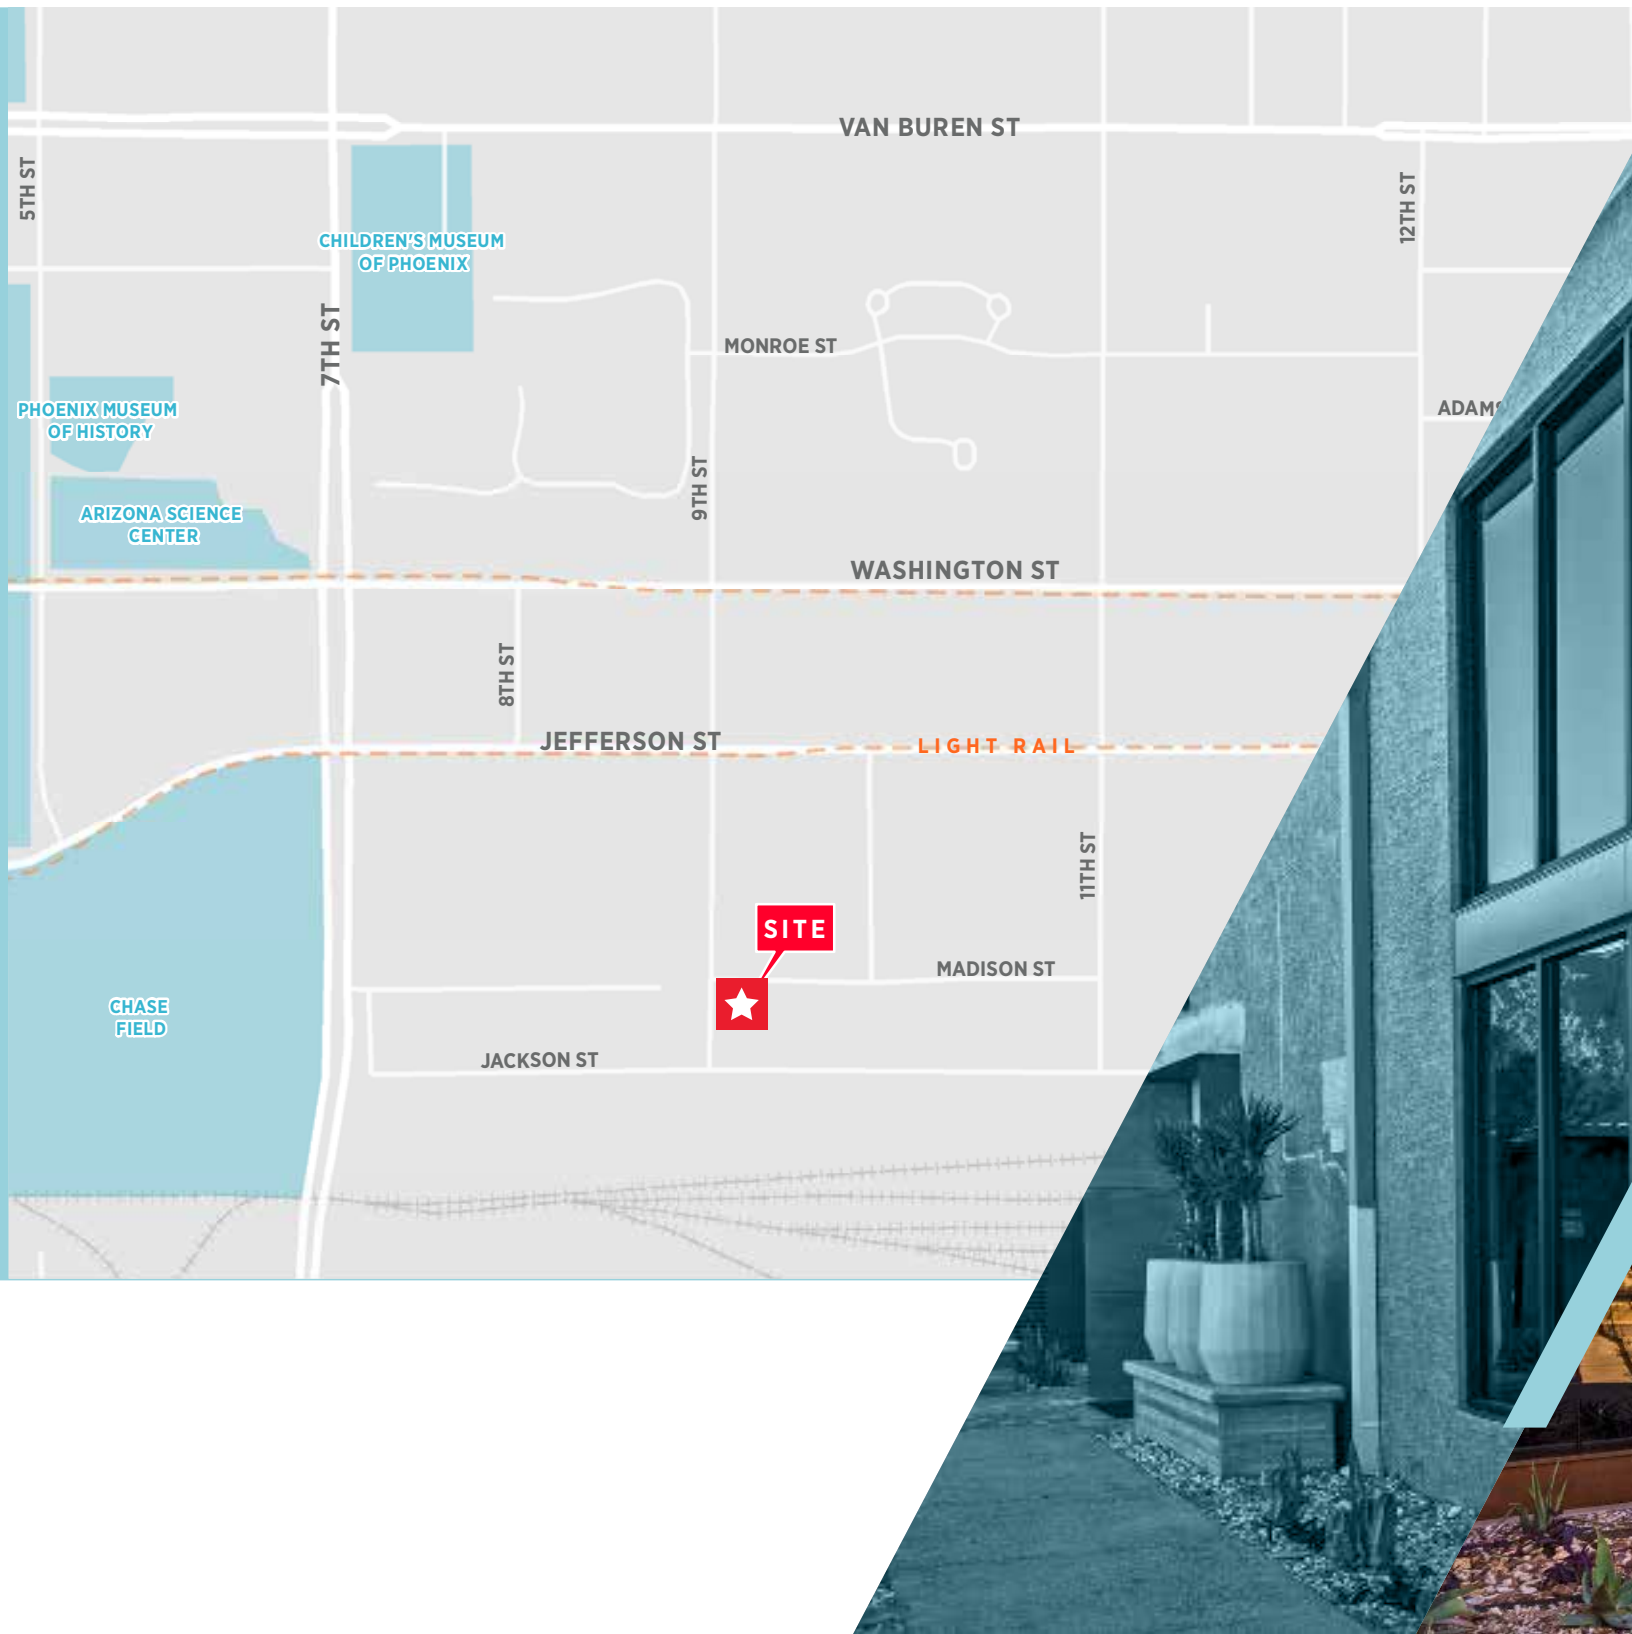 VAN BUREN ST
5TH ST
12TH ST
CHILDREN'S MUSEUM
OF PHOENIX
7TH ST
MONROE ST
PHOENIX MUSEUM
OF HISTORY
9TH ST
ARIZONA SCIENCE
CENTER
WASHINGTON ST
8TH ST
JEFFERSON ST
LIGHT RAIL
11TH ST
SITE
MADISON ST
CHASE
FIELD
JACKSON ST